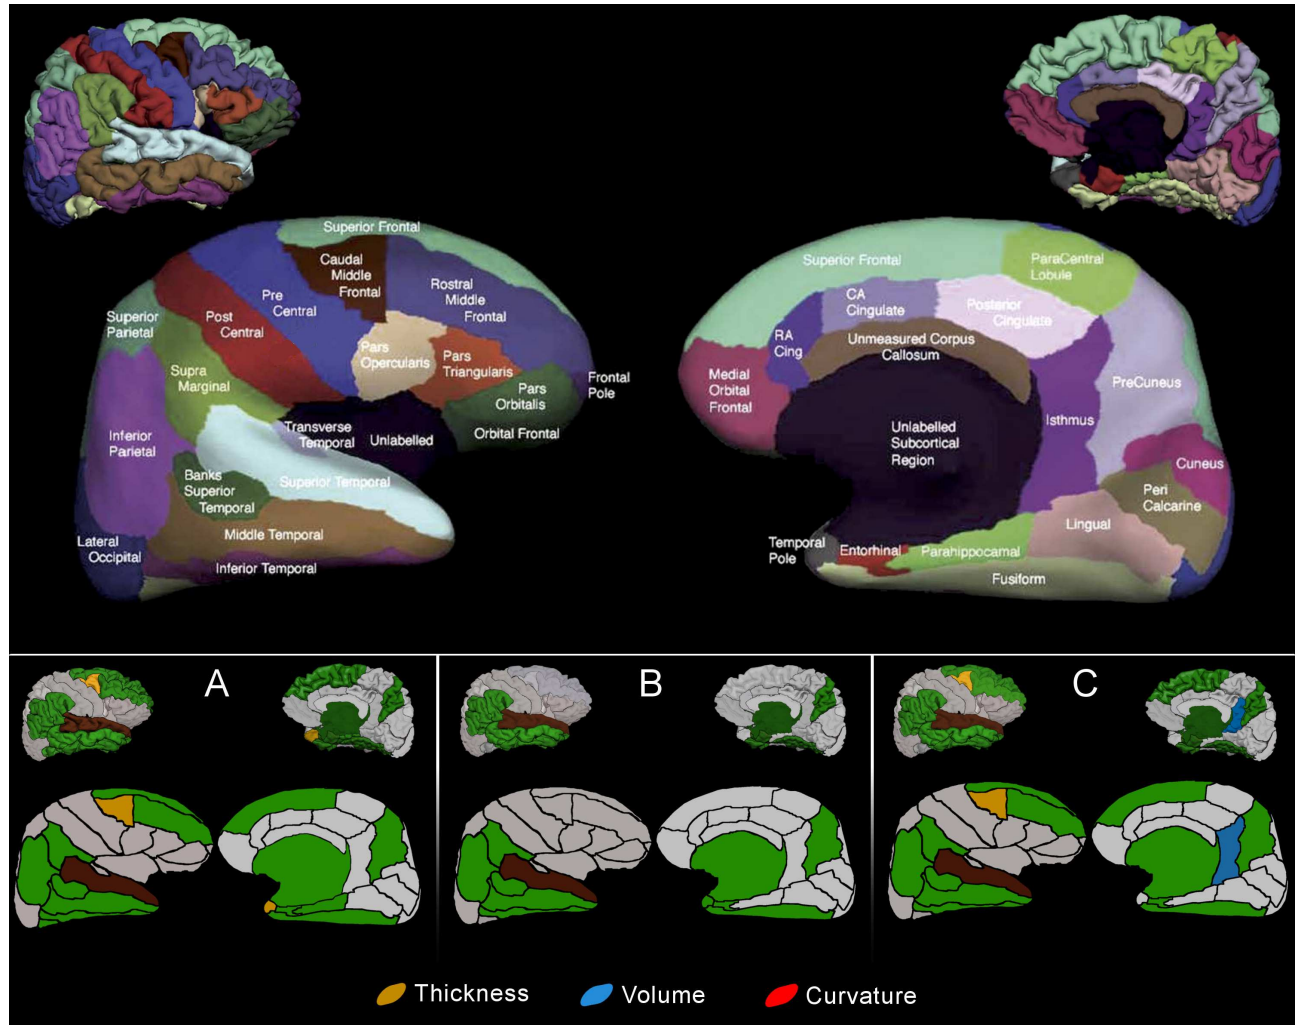 Superior Frontal
Caudal
Middle
Frontal
Rostral
Middle
Frontal
Pre
Central
Post
Central
Superior
Parietal
Supra
Marginal
Pars
Opercularis
Pars
Triangularis
Pars
Orbitalis
Frontal
Pole
Orbital Frontal
Transverse
Temporal
Unlabelled
Inferior
Parietal
Banks
Superior
Temporal
Superior Temporal
Middle Temporal
Lateral
Occipital
Inferior Temporal
Superior Frontal
ParaCentral
Lobule
CA
Cingulate
Posterior
Cingulate
RA
Cing
Unmeasured Corpus
Callosum
Medial
Orbital
Frontal
PreCuneus
Isthmus
Unlabelled
Subcortical
Region
Cuneus
Peri
Calcarine
Lingual
Temporal
Pole
Entorhinal
Parahippocamal
Fusiform
A
B
C
Thickness
Volume
Curvature